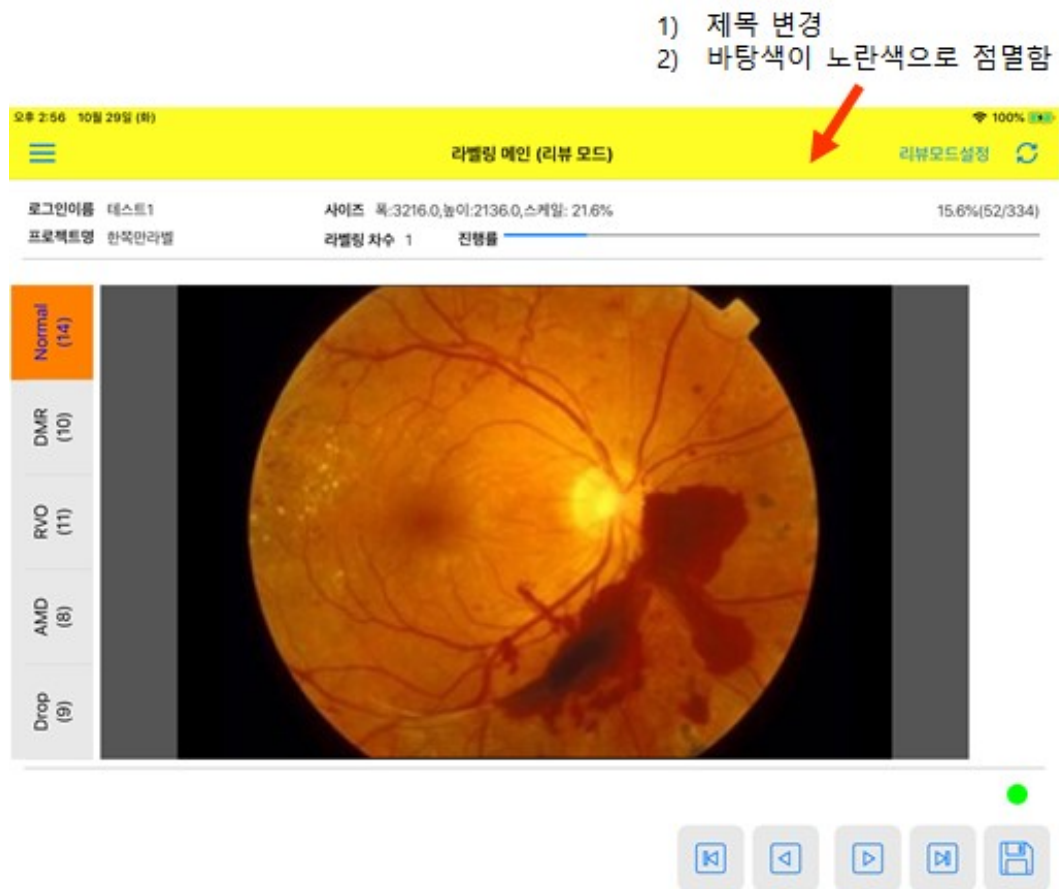 1) 제목 변경
2) 바탕색이 노란색으로 점멸함
오후 2:56 10월 29일 (화) 100%
라벨링 메인 (리뷰 모드) 리뷰모드설정
로그인이름 테스트1 사이즈 폭:3216.0,높이:2136.0,스케일: 21.6% 15.6%(52/334)
프로젝트명 한쪽만라벨 라벨링 차수 1 진행률
Normal
(14)
DMR
(10)
RVO
(11)
AMD
(8)
Drop
(9)